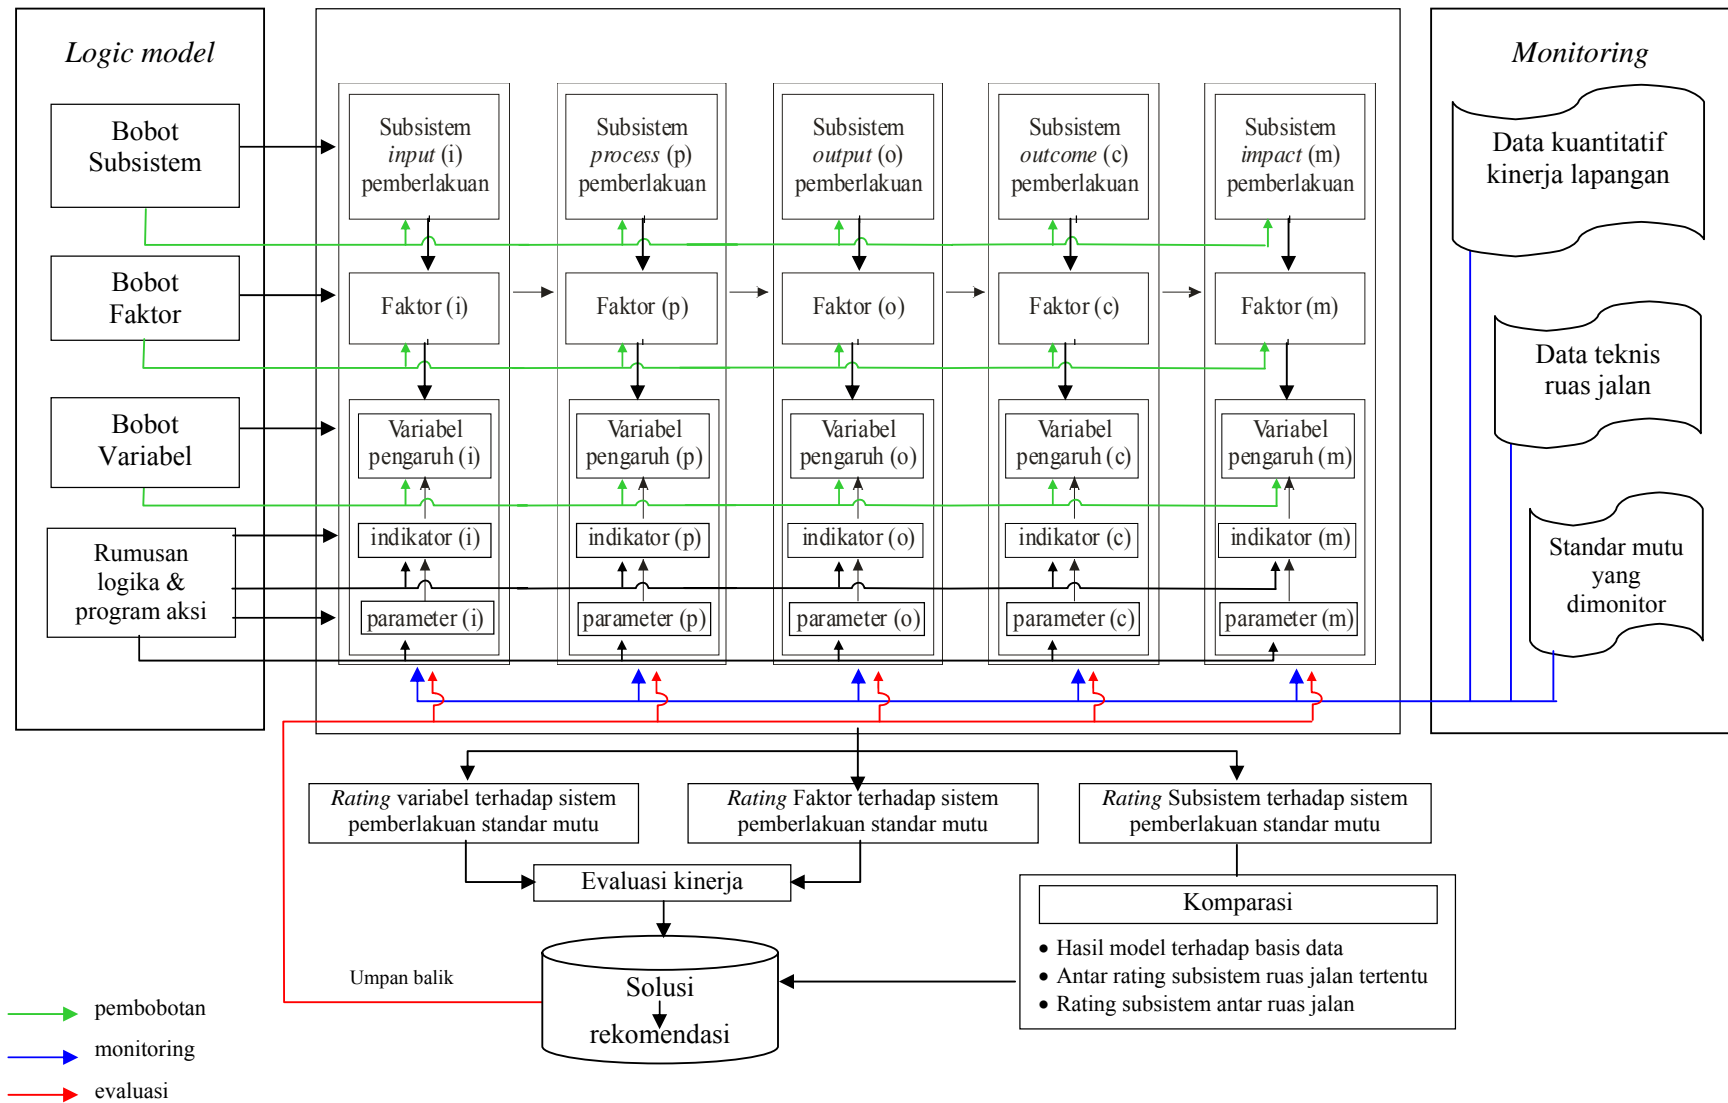 Logic model
Bobot
Subsistem
Bobot
Faktor
Bobot
Variabel
Rumusan
logika &
program aksi
Subsistem
input (i)
pemberlakuan
Subsistem
process (p)
pemberlakuan
Subsistem
output (o)
pemberlakuan
Subsistem
outcome (c)
pemberlakuan
Subsistem
impact (m)
pemberlakuan
Faktor (i)
Faktor (p)
Faktor (o)
Faktor (c)
Faktor (m)
Variabel
pengaruh (i)
Variabel
pengaruh (p)
Variabel
pengaruh (o)
Variabel
pengaruh (c)
Variabel
pengaruh (m)
indikator (i)
indikator (p)
indikator (o)
indikator (c)
indikator (m)
parameter (i)
parameter (p)
parameter (o)
parameter (c)
parameter (m)
Monitoring
Data kuantitatif
kinerja lapangan
Data teknis
ruas jalan
Standar mutu
yang
dimonitor
Rating variabel terhadap sistem
pemberlakuan standar mutu
Rating Faktor terhadap sistem
pemberlakuan standar mutu
Rating Subsistem terhadap sistem
pemberlakuan standar mutu
Evaluasi kinerja
Komparasi
• Hasil model terhadap basis data
• Antar rating subsistem ruas jalan tertentu
• Rating subsistem antar ruas jalan
Umpan balik
Solusi
rekomendasi
pembobotan
monitoring
evaluasi